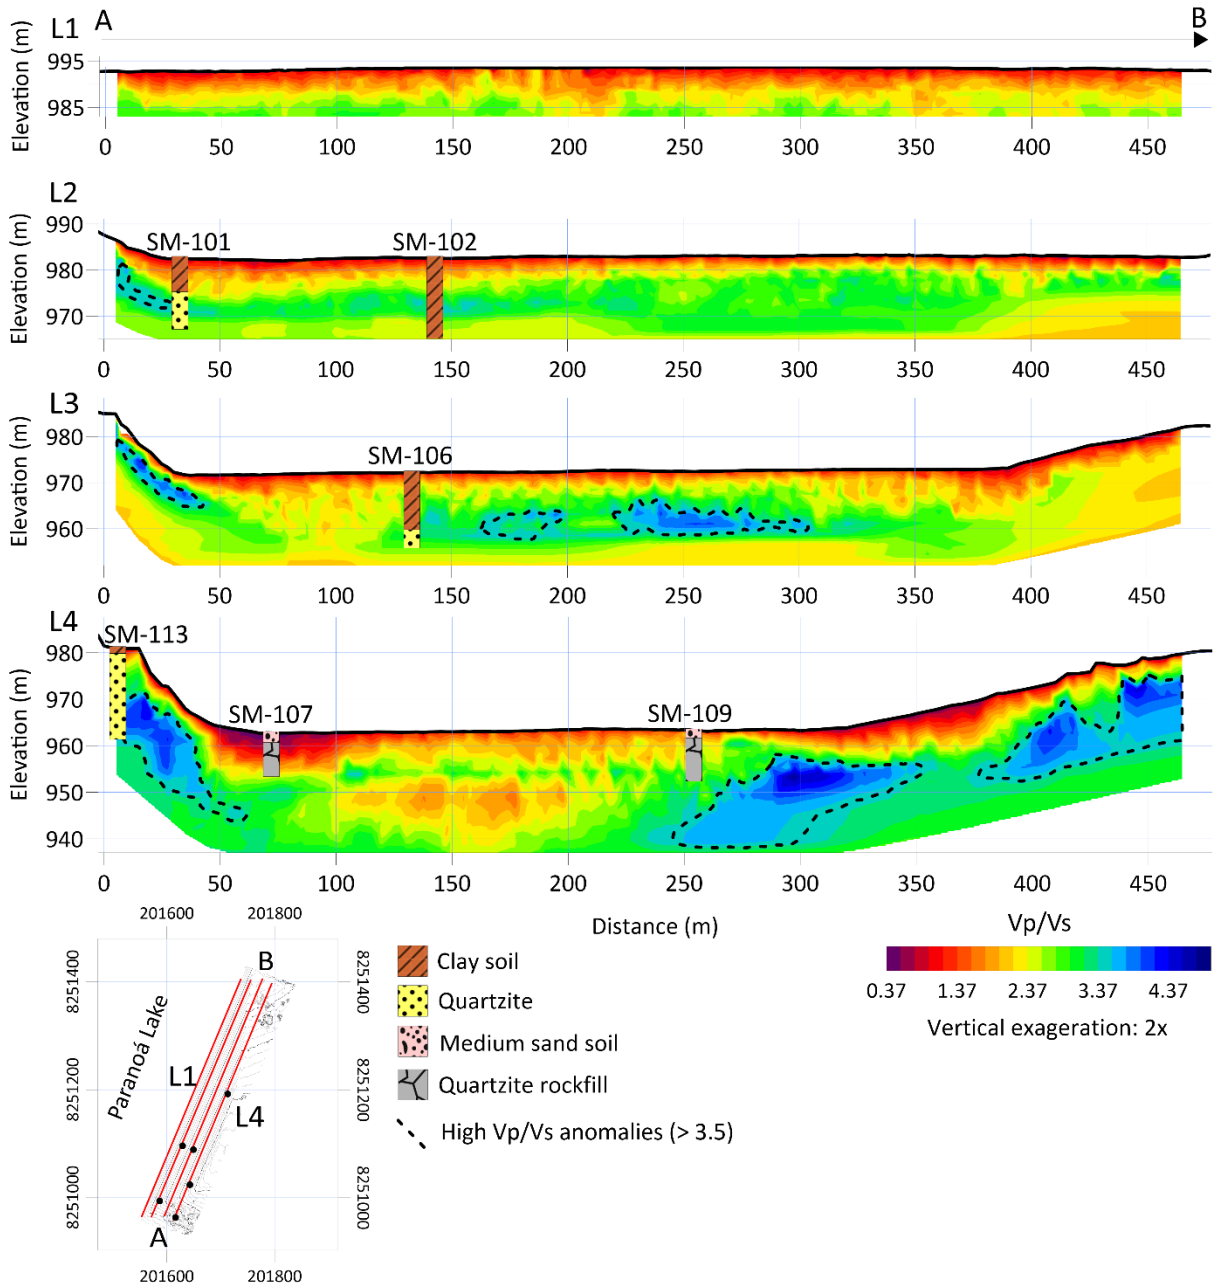 L1 A B
Elevation (m)
995
985
0 50 100 150 200 250 300 350 400 450
L2
Elevation (m)
990
980
970
SM-101 SM-102
0 50 100 150 200 250 300 350 400 450
L3
Elevation (m)
980
970
960
SM-106
0 50 100 150 200 250 300 350 400 450
L4
Elevation (m)
980
970
960
950
940
SM-113
SM-107 SM-109
0 50 100 150 200 250 300 350 400 450
Distance (m)
201600 201800
8251400
8251200
8251000
Paranoá Lake
L1
L4
A
B
8251400
8251200
8251000
201600 201800
Clay soil
Quartzite
Medium sand soil
Quartzite rockfill
High Vp/Vs anomalies (> 3.5)
Vp/Vs
0.37 1.37 2.37 3.37 4.37
Vertical exageration: 2x